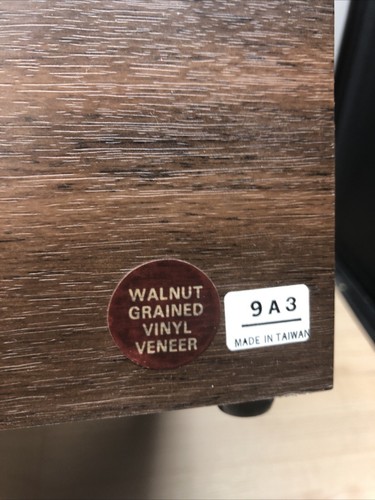 WALNUT
GRAINED
VINYL
VENEER
9A3
MADE IN TAIWAN